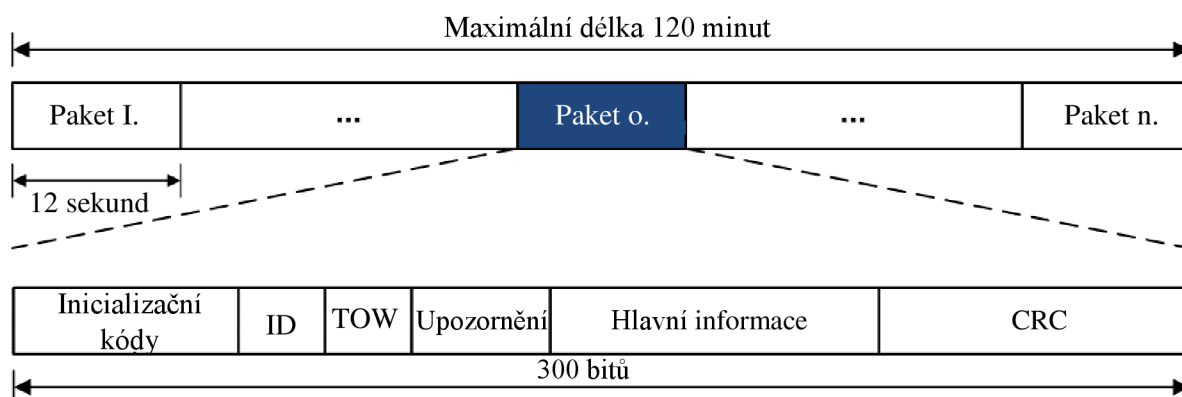 Maximální délka 120 minut
Paket I.
...
Paket o.
...
Paket n.
12 sekund
Inicializační
kódy
ID
TOW
Upozornění
Hlavní informace
CRC
300 bitů